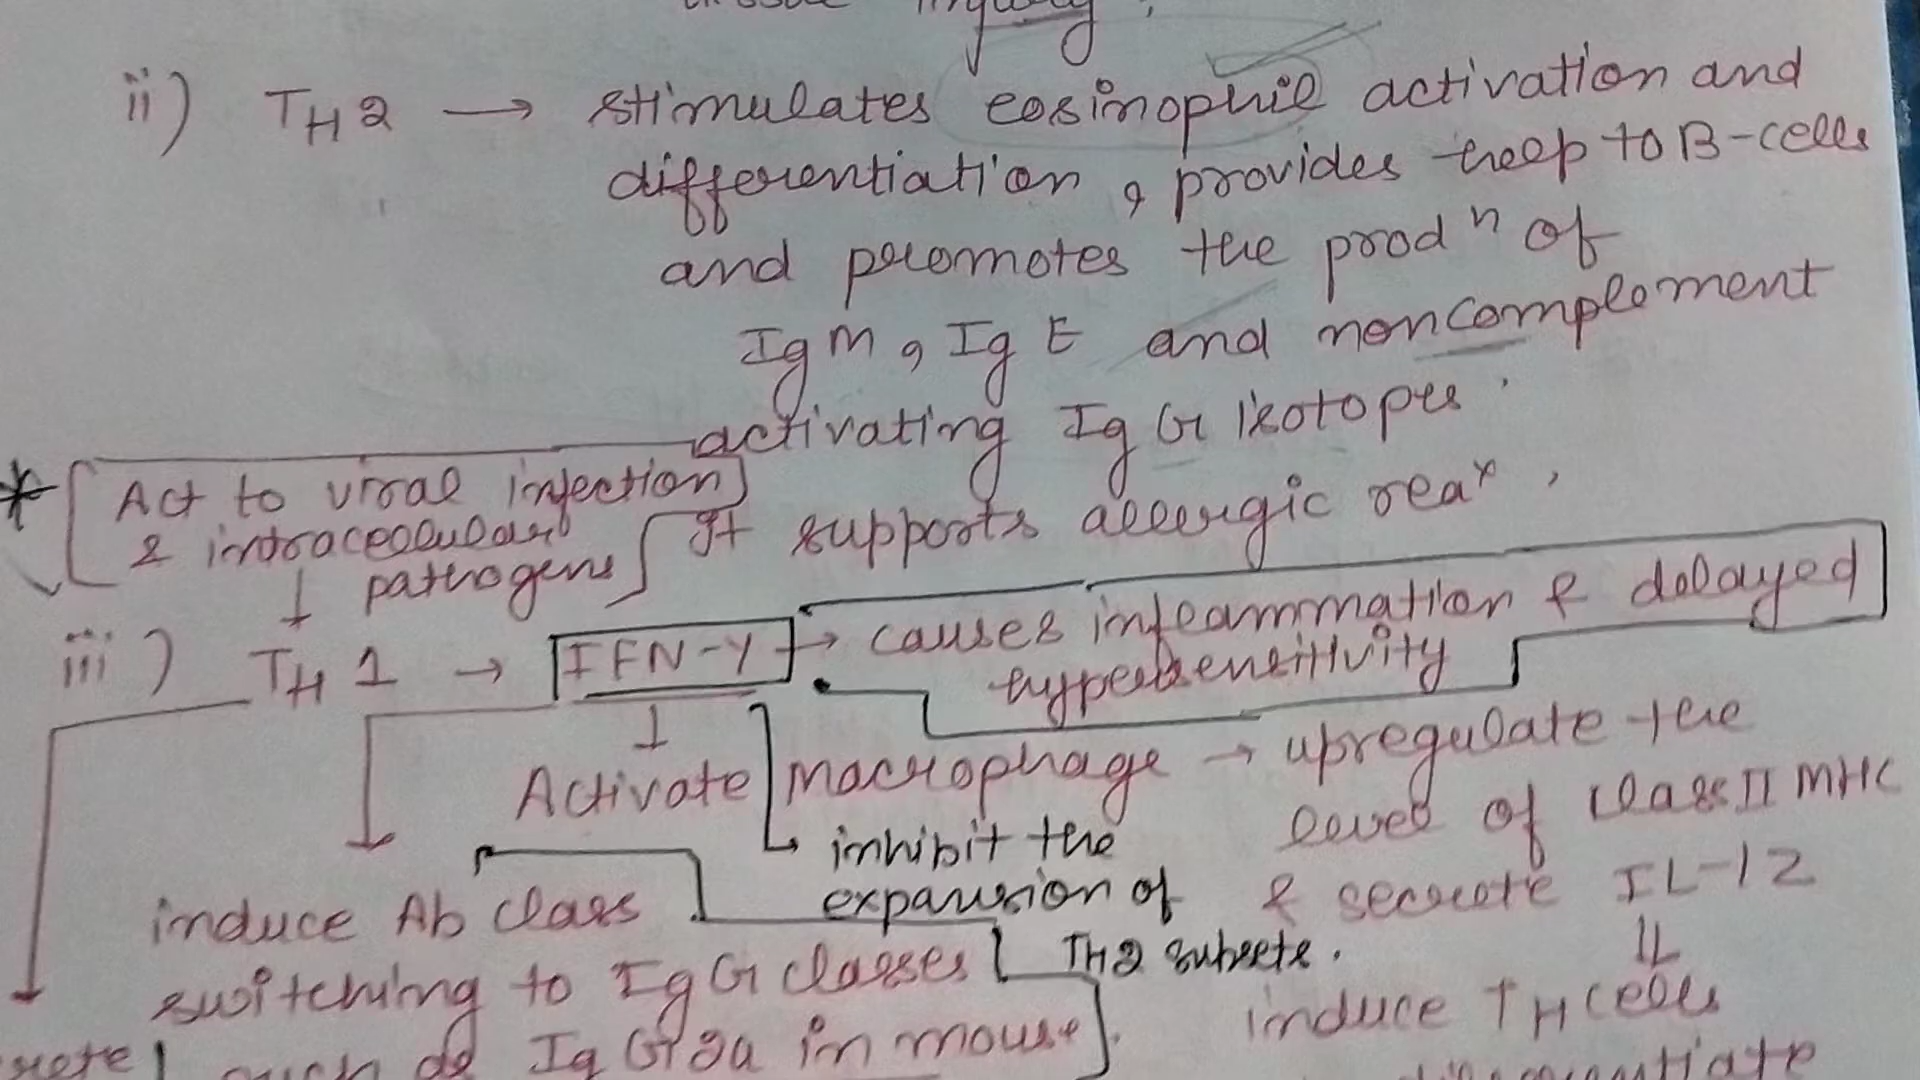 ii) TH2 → stimulates eosinophil activation and
differentiation, provides help to B-cells
and promotes the prodⁿ of
IgM, IgE and noncomplement
activating IgG isotopes.
* [Act to viral infection
& intracellular
pathogens] It supports allergic reaxⁿ,
iii) TH1 → IFN-γ → causes inflammation & delayed
hypersensitivity
Activate macrophage → upregulate the
level of class II MHC
& secrete IL-12
induce TH cells
inhibit the
expansion of
TH2 subsets.
induce Ab class
switching to IgG classes
such as IgG2a in mouse